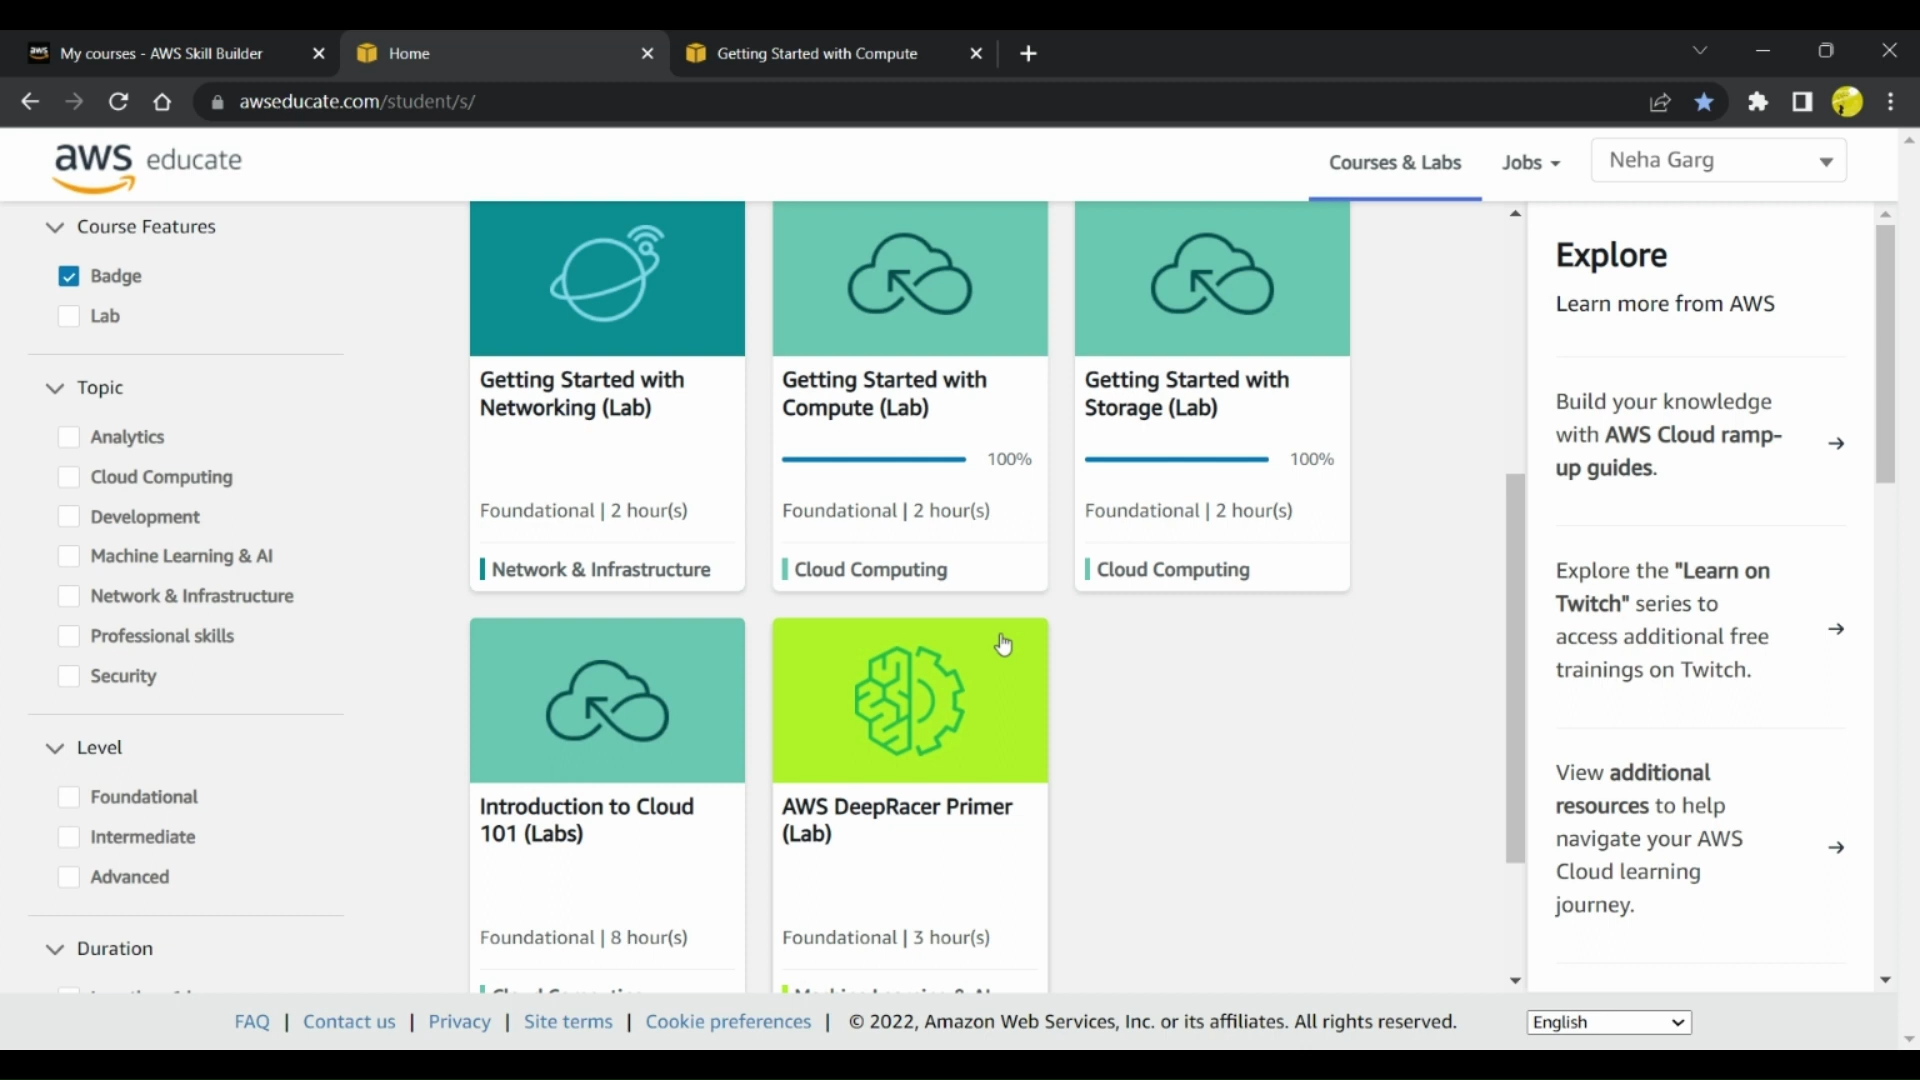 aws My courses - AWS Skill Builder
Home
Getting Started with Compute
awseducate.com/student/s/
aws educate
Courses & Labs
Jobs
Neha Garg
Course Features
Badge
Lab
Topic
Analytics
Cloud Computing
Development
Machine Learning & AI
Network & Infrastructure
Professional skills
Security
Level
Foundational
Intermediate
Advanced
Duration
Getting Started with
Networking (Lab)
Foundational | 2 hour(s)
Network & Infrastructure
Getting Started with
Compute (Lab)
100%
Foundational | 2 hour(s)
Cloud Computing
Getting Started with
Storage (Lab)
100%
Foundational | 2 hour(s)
Cloud Computing
Introduction to Cloud
101 (Labs)
Foundational | 8 hour(s)
Cloud Computing
AWS DeepRacer Primer
(Lab)
Foundational | 3 hour(s)
Machine Learning & AI
Explore
Learn more from AWS
Build your knowledge
with AWS Cloud ramp-
up guides.
Explore the "Learn on
Twitch" series to
access additional free
trainings on Twitch.
View additional
resources to help
navigate your AWS
Cloud learning
journey.
FAQ | Contact us | Privacy | Site terms | Cookie preferences | © 2022, Amazon Web Services, Inc. or its affiliates. All rights reserved.
English